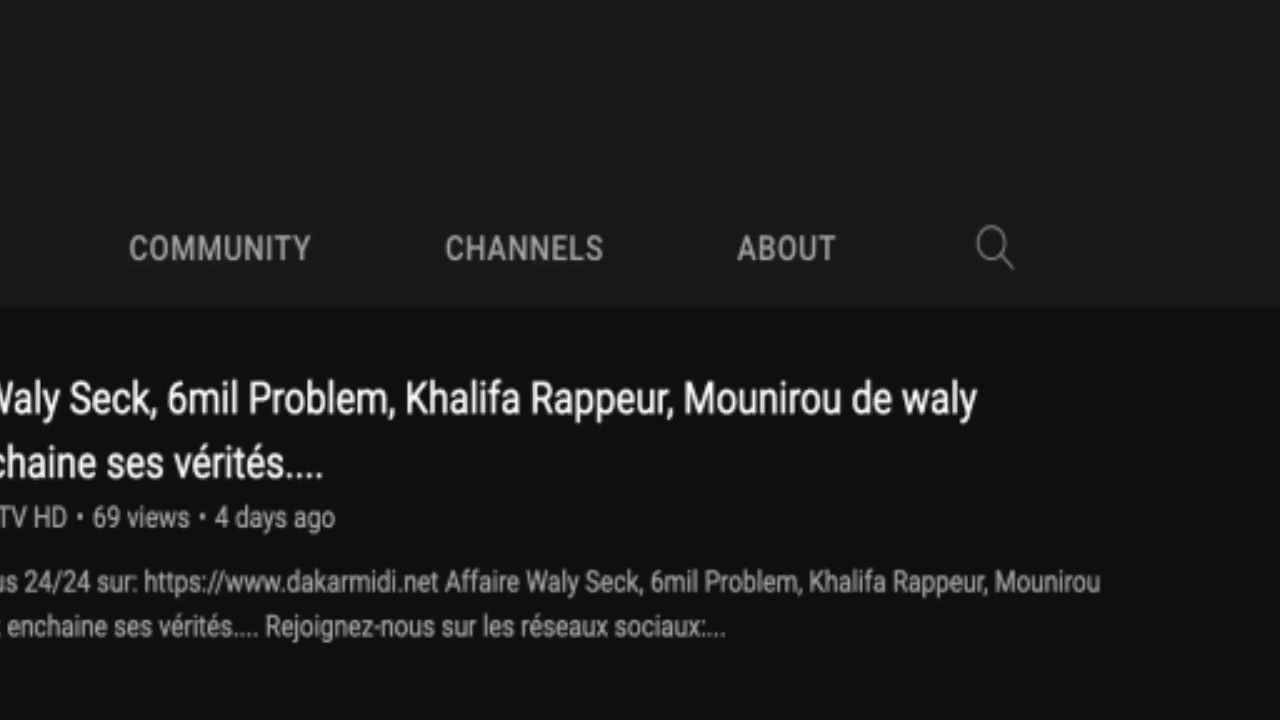 COMMUNITY CHANNELS ABOUT
Waly Seck, 6mil Problem, Khalifa Rappeur, Mounirou de waly
chaine ses vérités....
TV HD • 69 views • 4 days ago
us 24/24 sur: https://www.dakarmidi.net Affaire Waly Seck, 6mil Problem, Khalifa Rappeur, Mounirou
enchaine ses vérités.... Rejoignez-nous sur les réseaux sociaux:...